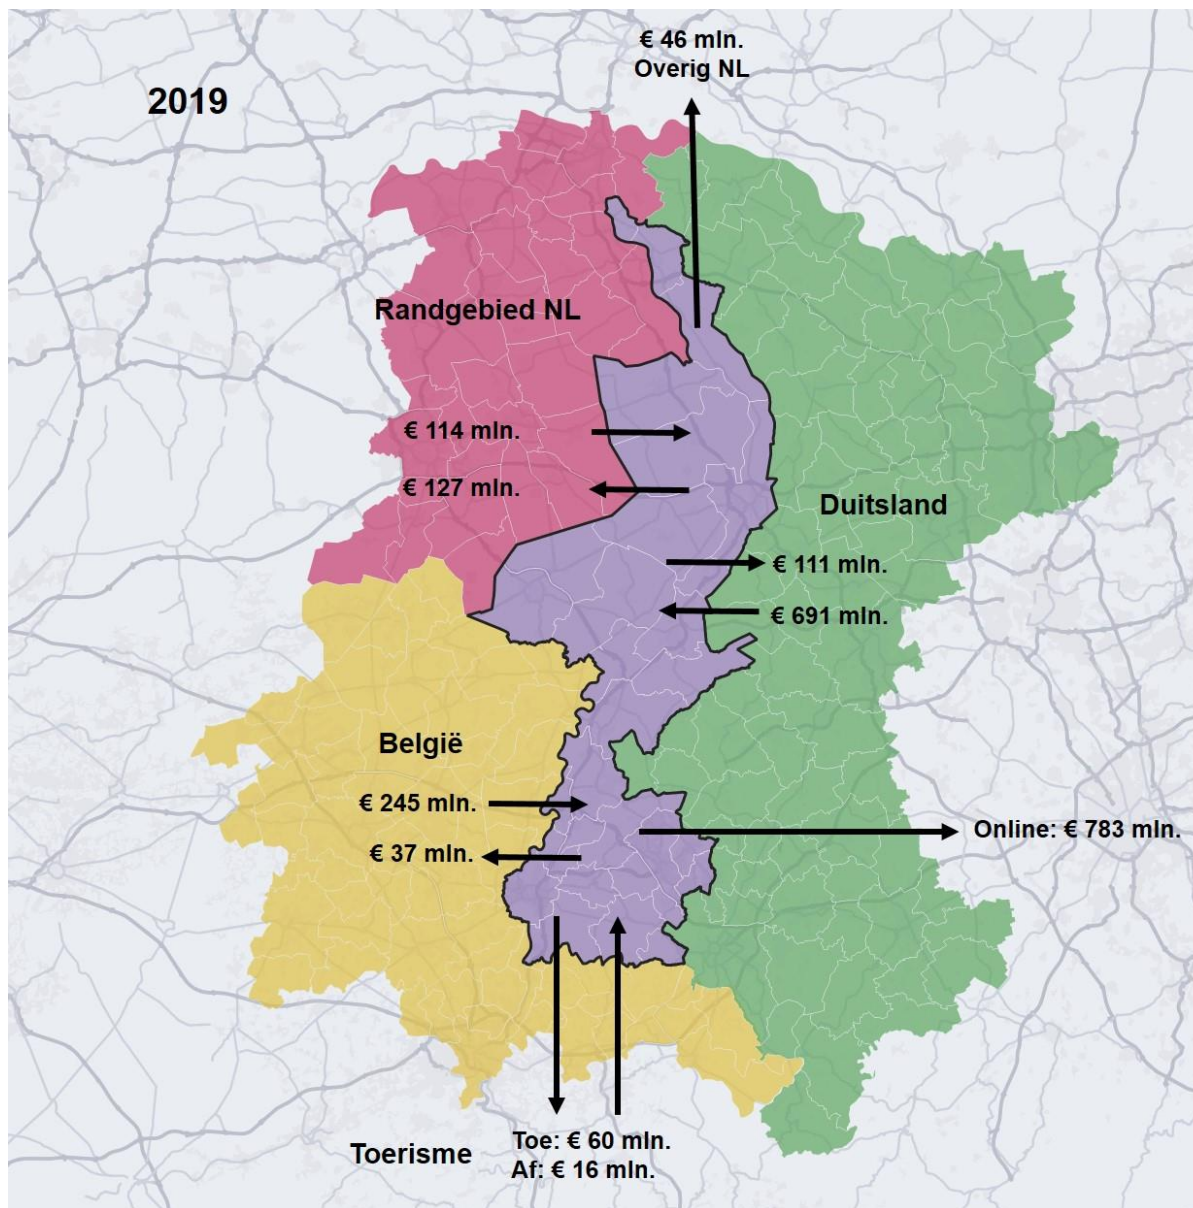 € 46 mln.
Overig NL
2019
Randgebied NL
€ 114 mln.
€ 127 mln.
Duitsland
€ 111 mln.
€ 691 mln.
België
€ 245 mln.
€ 37 mln.
Online: € 783 mln.
Toerisme
Toe: € 60 mln.
Af: € 16 mln.